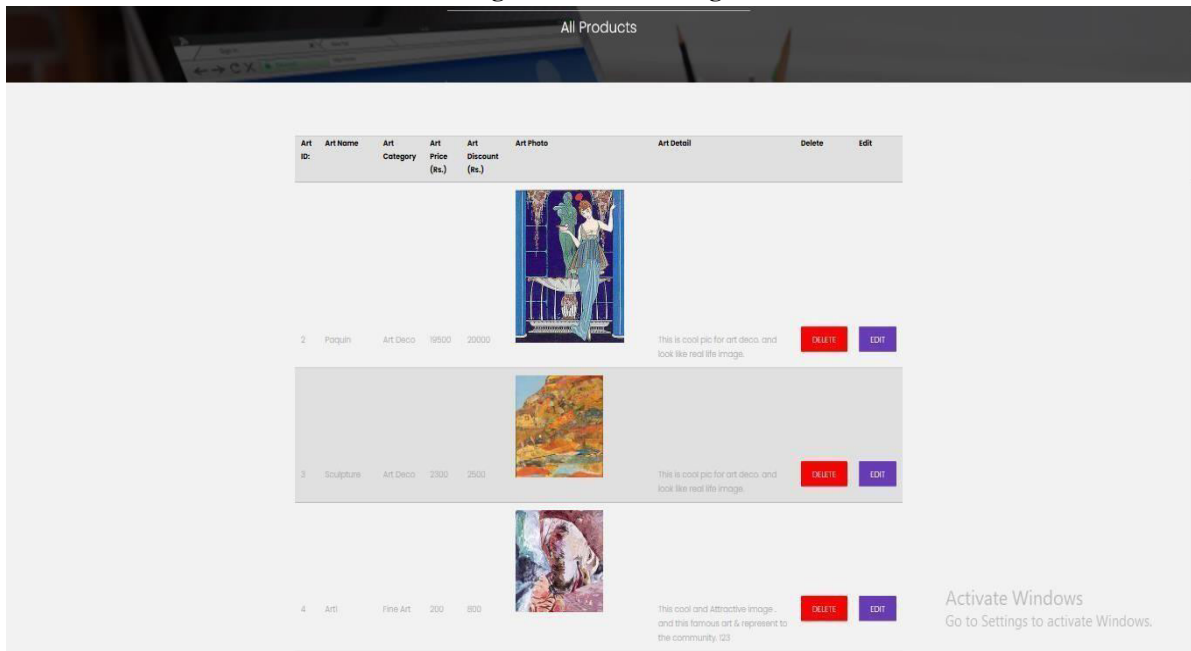 All Products
Art ID: Art Name Art Category Art Price (Rs.) Art Discount (Rs.) Art Photo Art Detail Delete Edit
2 Paquin Art Deco 19500 20000 This is cool pic for art deco. and DELETE EDIT
look like real life image.
3 Sculpture Art Deco 2300 2500 This is cool pic for art deco. and DELETE EDIT
look like real life image.
4 Arti Fine Art 200 800 This cool and Attractive image . DELETE EDIT
and this famous art & represent to
the community. 123
Activate Windows
Go to Settings to activate Windows.